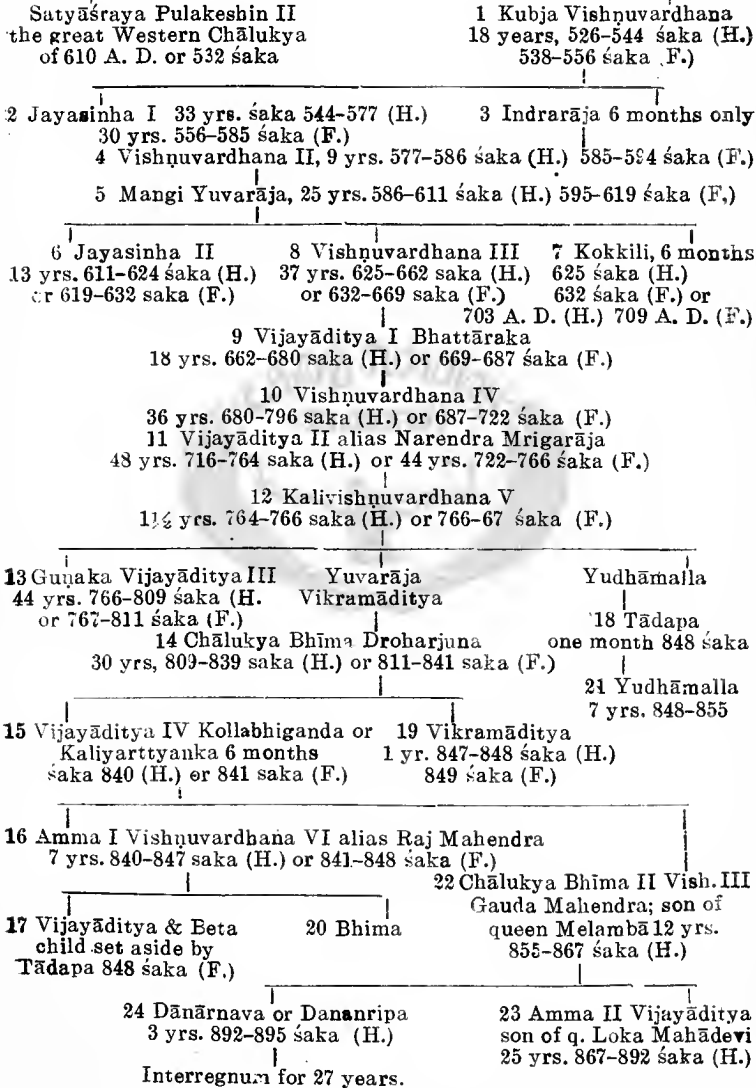 Satyāśraya Pulakeshin II
the great Western Chālukya
of 610 A. D. or 532 śaka
1 Kubja Vishṇuvardhana
18 years, 526-544 śaka (H.)
538-556 śaka F.)
2 Jayasinha I 33 yrs. śaka 544-577 (H.)
30 yrs. 556-585 śaka (F.)
3 Indrarāja 6 months only
4 Vishṇuvardhana II, 9 yrs. 577-586 śaka (H.) 585-594 śaka (F.)
5 Mangi Yuvarāja, 25 yrs. 586-611 śaka (H.) 595-619 śaka (F,)
6 Jayasinha II
13 yrs. 611-624 śaka (H.)
or 619-632 śaka (F.)
8 Vishṇuvardhana III
37 yrs. 625-662 saka (H.)
or 632-669 saka (F.)
7 Kokkili, 6 months
625 śaka (H.)
632 śaka (F.) or
703 A. D. (H.) 709 A. D. (F.)
9 Vijayāditya I Bhattāraka
18 yrs. 662-680 saka (H.) or 669-687 śaka (F.)
10 Vishṇuvardhana IV
36 yrs. 680-796 saka (H.) or 687-722 śaka (F.)
11 Vijayāditya II alias Narendra Mrigarāja
48 yrs. 716-764 saka (H.) or 44 yrs. 722-766 śaka (F.)
12 Kalivishṇuvardhana V
1½ yrs. 764-766 saka (H.) or 766-67 śaka (F.)
13 Guṇaka Vijayāditya III
44 yrs. 766-809 śaka (H.
or 767-811 śaka (F.)
Yuvarāja
Vikramāditya
Yudhāmalla
18 Tādapa
one month 848 śaka
14 Chālukya Bhīma Droharjuna
30 yrs, 809-839 saka (H.) or 811-841 saka (F.)
21 Yudhāmalla
7 yrs. 848-855
15 Vijayāditya IV Kollabhiganda or
Kaliyarttyanka 6 months
śaka 840 (H.) or 841 saka (F.)
19 Vikramāditya
1 yr. 847-848 śaka (H.)
849 śaka (F.)
16 Amma I Vishṇuvardhana VI alias Raj Mahendra
7 yrs. 840-847 saka (H.) or 841-848 śaka (F.)
22 Chālukya Bhīma II Vish. III
Gauda Mahendra; son of
queen Melambā 12 yrs.
855-867 śaka (H.)
17 Vijayāditya & Beta
child set aside by
Tādapa 848 śaka (F.)
20 Bhima
24 Dānārnava or Dananripa
3 yrs. 892-895 śaka (H.)
Interregnum for 27 years.
23 Amma II Vijayāditya
son of q. Loka Mahādevi
25 yrs. 867-892 śaka (H.)